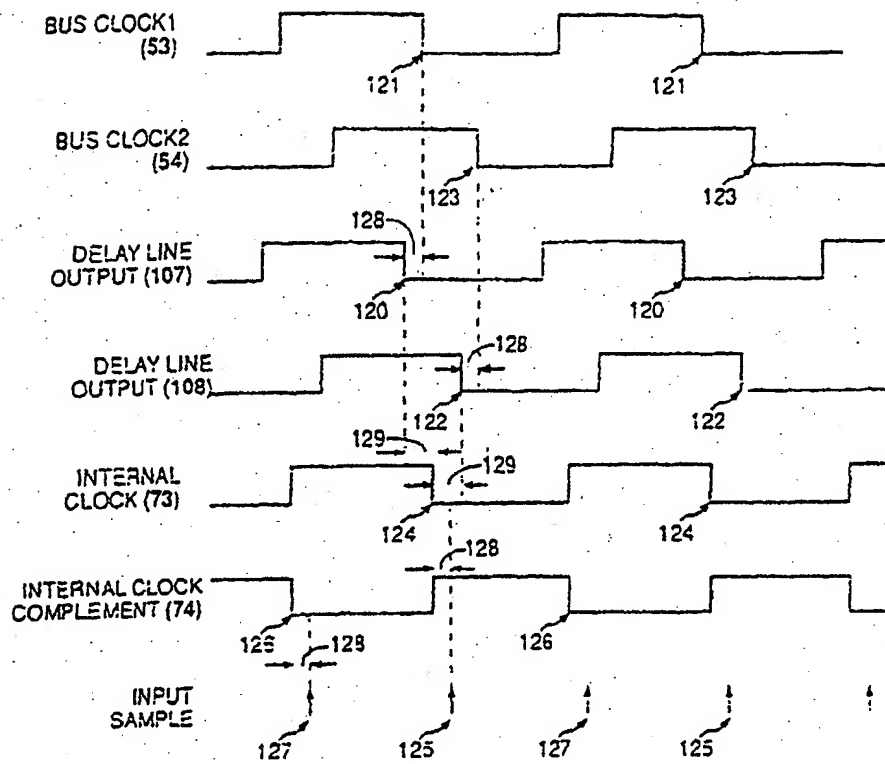 BUS CLOCK1
(53)
121
121
BUS CLOCK2
(54)
123
123
128
DELAY LINE
OUTPUT (107)
120
120
128
DELAY LINE
OUTPUT (108)
122
122
129
129
INTERNAL
CLOCK (73)
124
124
128
INTERNAL CLOCK
COMPLEMENT (74)
126
126
128
INPUT
SAMPLE
127
125
127
125